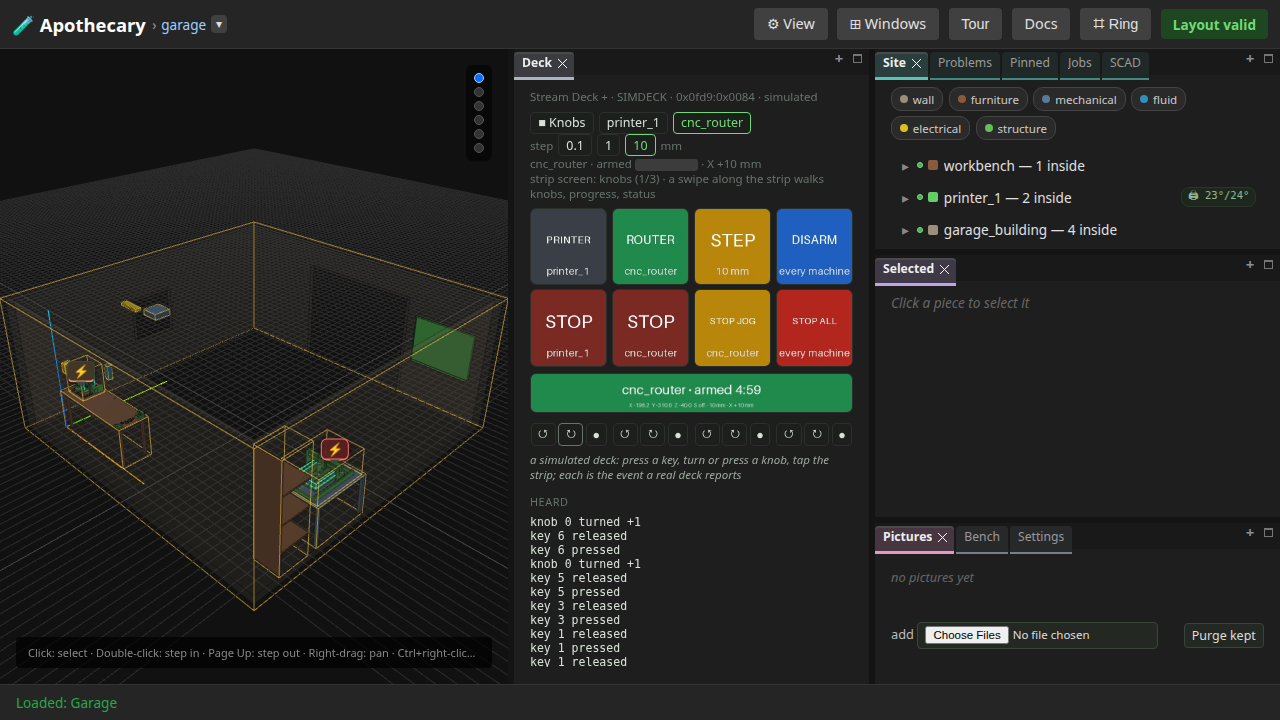 Apothecary › garage ▾
⚙ View
⊞ Windows
Tour
Docs
⌗ Ring
Layout valid
Click: select · Double-click: step in · Page Up: step out · Right-drag: pan · Ctrl+right-clic...
Deck
Stream Deck + · SIMDECK · 0x0fd9:0x0084 · simulated
■ Knobs printer_1 cnc_router
step 0.1 1 10 mm
cnc_router · armed · X +10 mm
strip screen: knobs (1/3) · a swipe along the strip walks
knobs, progress, status
PRINTER
printer_1
ROUTER
cnc_router
STEP
10 mm
DISARM
every machine
STOP
printer_1
STOP
cnc_router
STOP JOG
cnc_router
STOP ALL
every machine
cnc_router · armed 4:59
a simulated deck: press a key, turn or press a knob, tap the
strip; each is the event a real deck reports
HEARD
knob 0 turned +1
key 6 released
key 6 pressed
knob 0 turned +1
key 5 released
key 5 pressed
key 3 released
key 3 pressed
key 1 released
key 1 pressed
key 1 released
Site Problems Pinned Jobs SCAD
wall furniture mechanical fluid
electrical structure
workbench — 1 inside
printer_1 — 2 inside 23°/24°
garage_building — 4 inside
Selected
Click a piece to select it
Pictures Bench Settings
no pictures yet
add Choose Files No file chosen Purge kept
Loaded: Garage